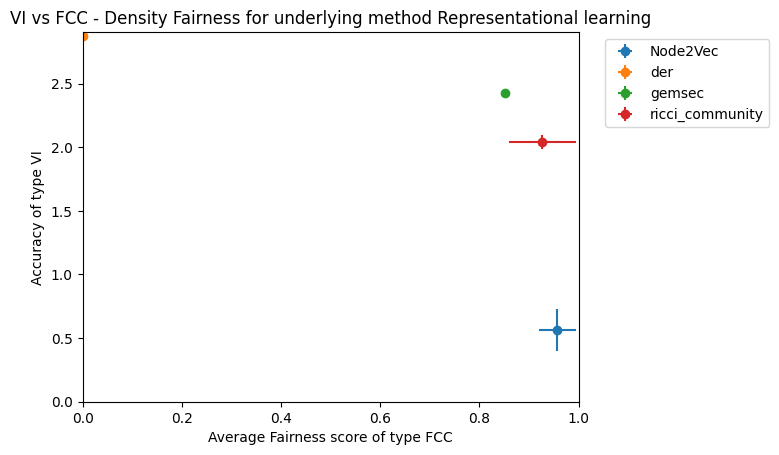 VI vs FCC - Density Fairness for underlying method Representational learning
Node2Vec
der
gemsec
ricci_community
Accuracy of type VI
2.5
2.0
1.5
1.0
0.5
0.0
0.0 0.2 0.4 0.6 0.8 1.0
Average Fairness score of type FCC